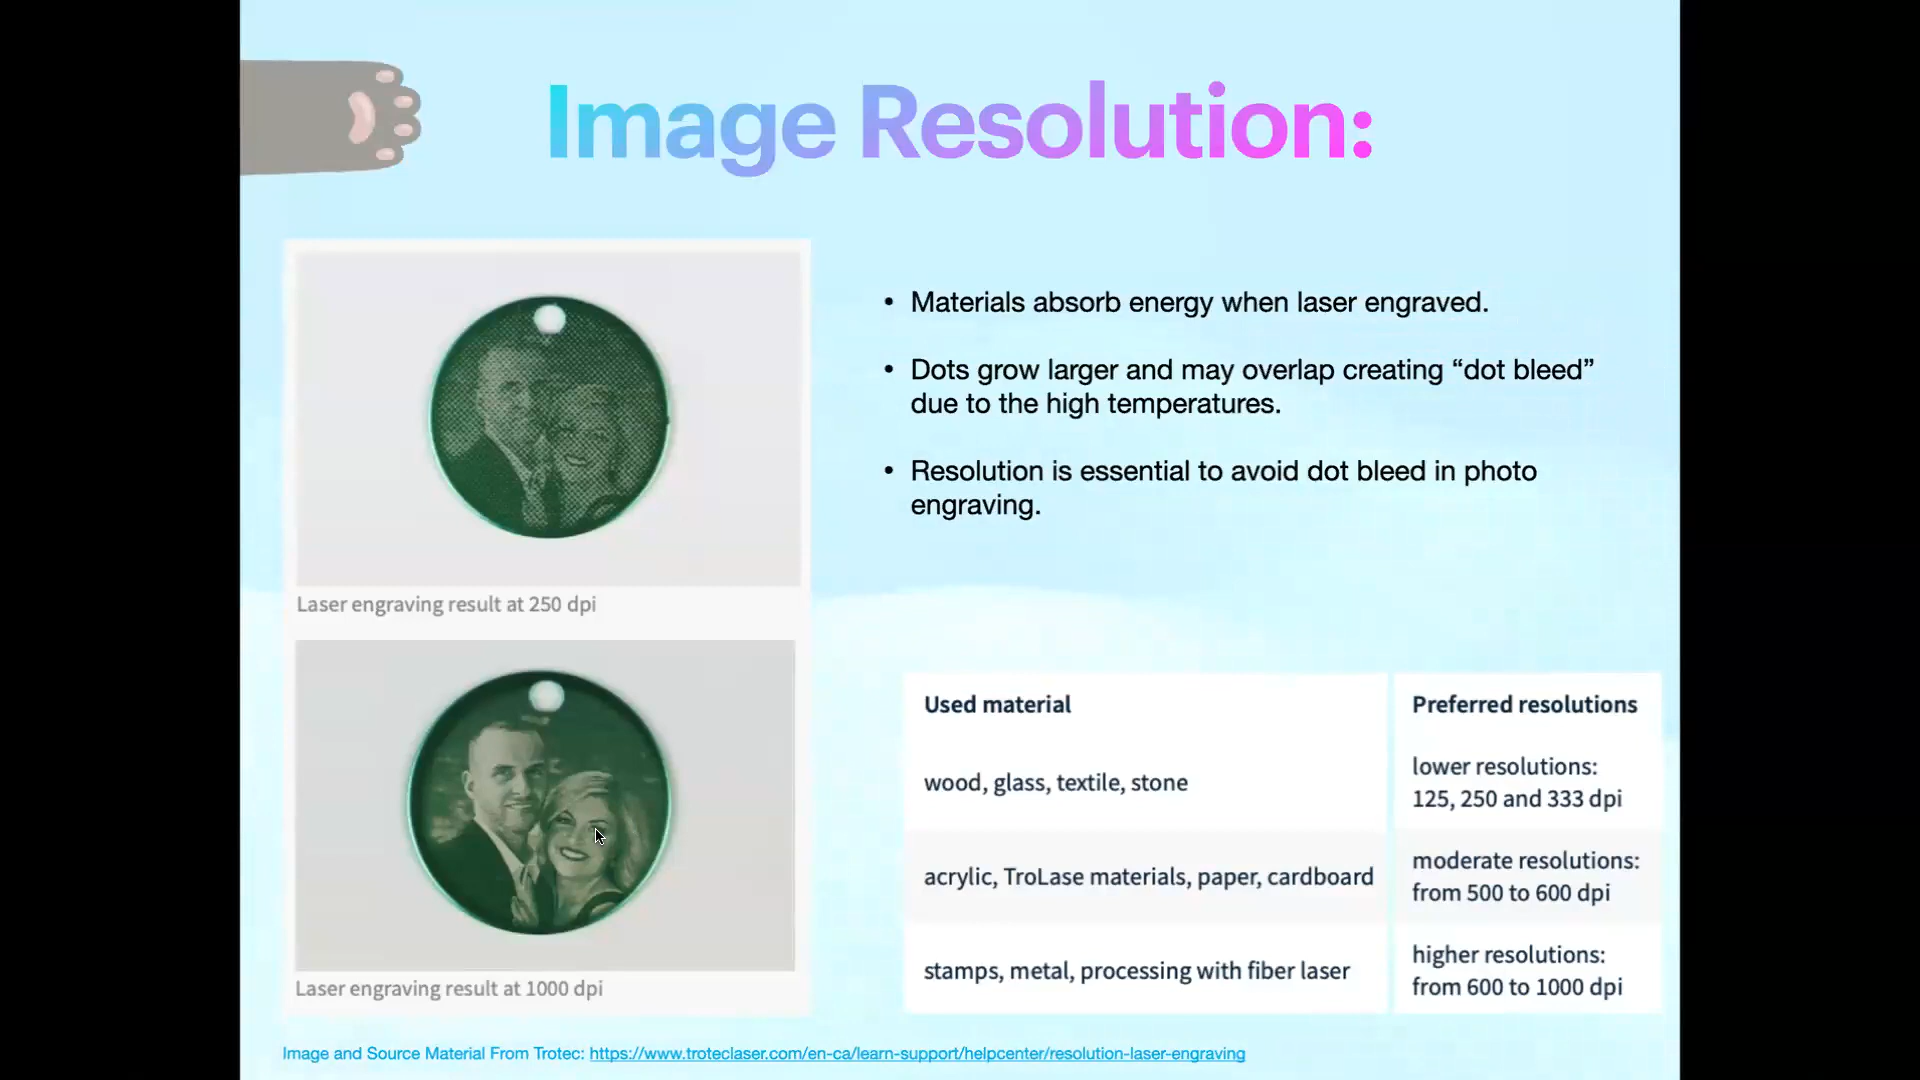 Image Resolution:
Laser engraving result at 250 dpi
Laser engraving result at 1000 dpi
• Materials absorb energy when laser engraved.
• Dots grow larger and may overlap creating “dot bleed”
due to the high temperatures.
• Resolution is essential to avoid dot bleed in photo
engraving.
Used material
Preferred resolutions
wood, glass, textile, stone
lower resolutions:
125, 250 and 333 dpi
acrylic, TroLase materials, paper, cardboard
moderate resolutions:
from 500 to 600 dpi
stamps, metal, processing with fiber laser
higher resolutions:
from 600 to 1000 dpi
Image and Source Material From Trotec: https://www.troteclaser.com/en-ca/learn-support/helpcenter/resolution-laser-engraving